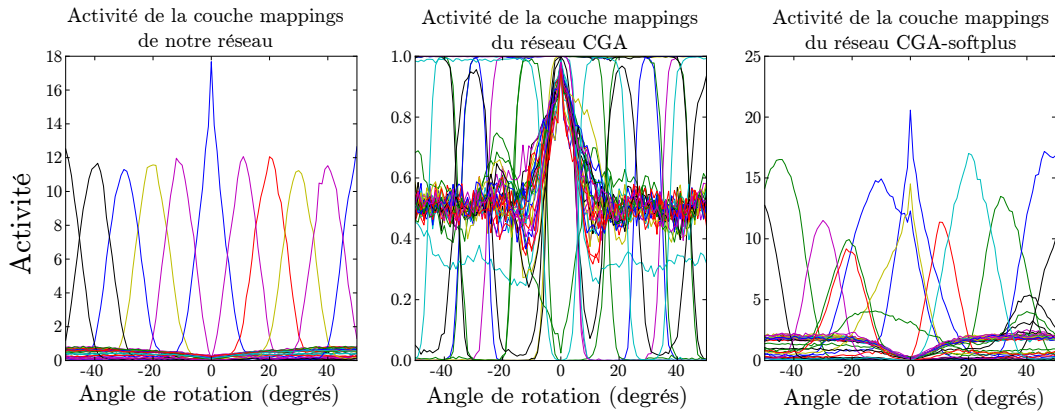 Activité de la couche mappings
de notre réseau
Activité de la couche mappings
du réseau CGA
Activité de la couche mappings
du réseau CGA-softplus
Activité
18
16
14
12
10
8
6
4
2
0
-40 -20 0 20 40
Angle de rotation (degrés)
1.0
0.8
0.6
0.4
0.2
0.0
-40 -20 0 20 40
Angle de rotation (degrés)
25
20
15
10
5
0
-40 -20 0 20 40
Angle de rotation (degrés)